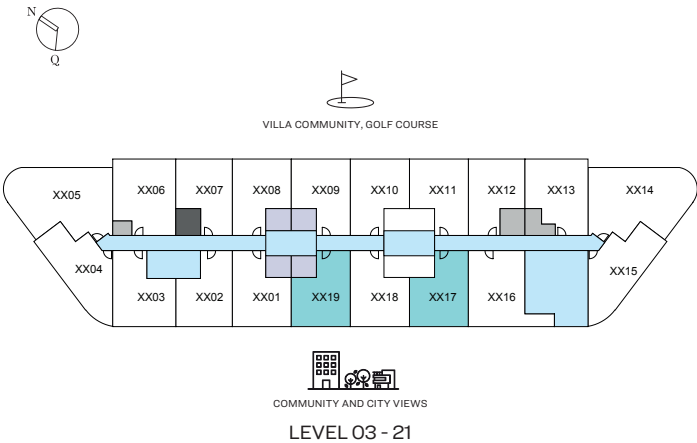 N
Q
VILLA COMMUNITY, GOLF COURSE
XX05 XX06 XX07 XX08 XX09 XX10 XX11 XX12 XX13 XX14
XX04 XX03 XX02 XX01 XX19 XX18 XX17 XX16 XX15
COMMUNITY AND CITY VIEWS
LEVEL 03 - 21